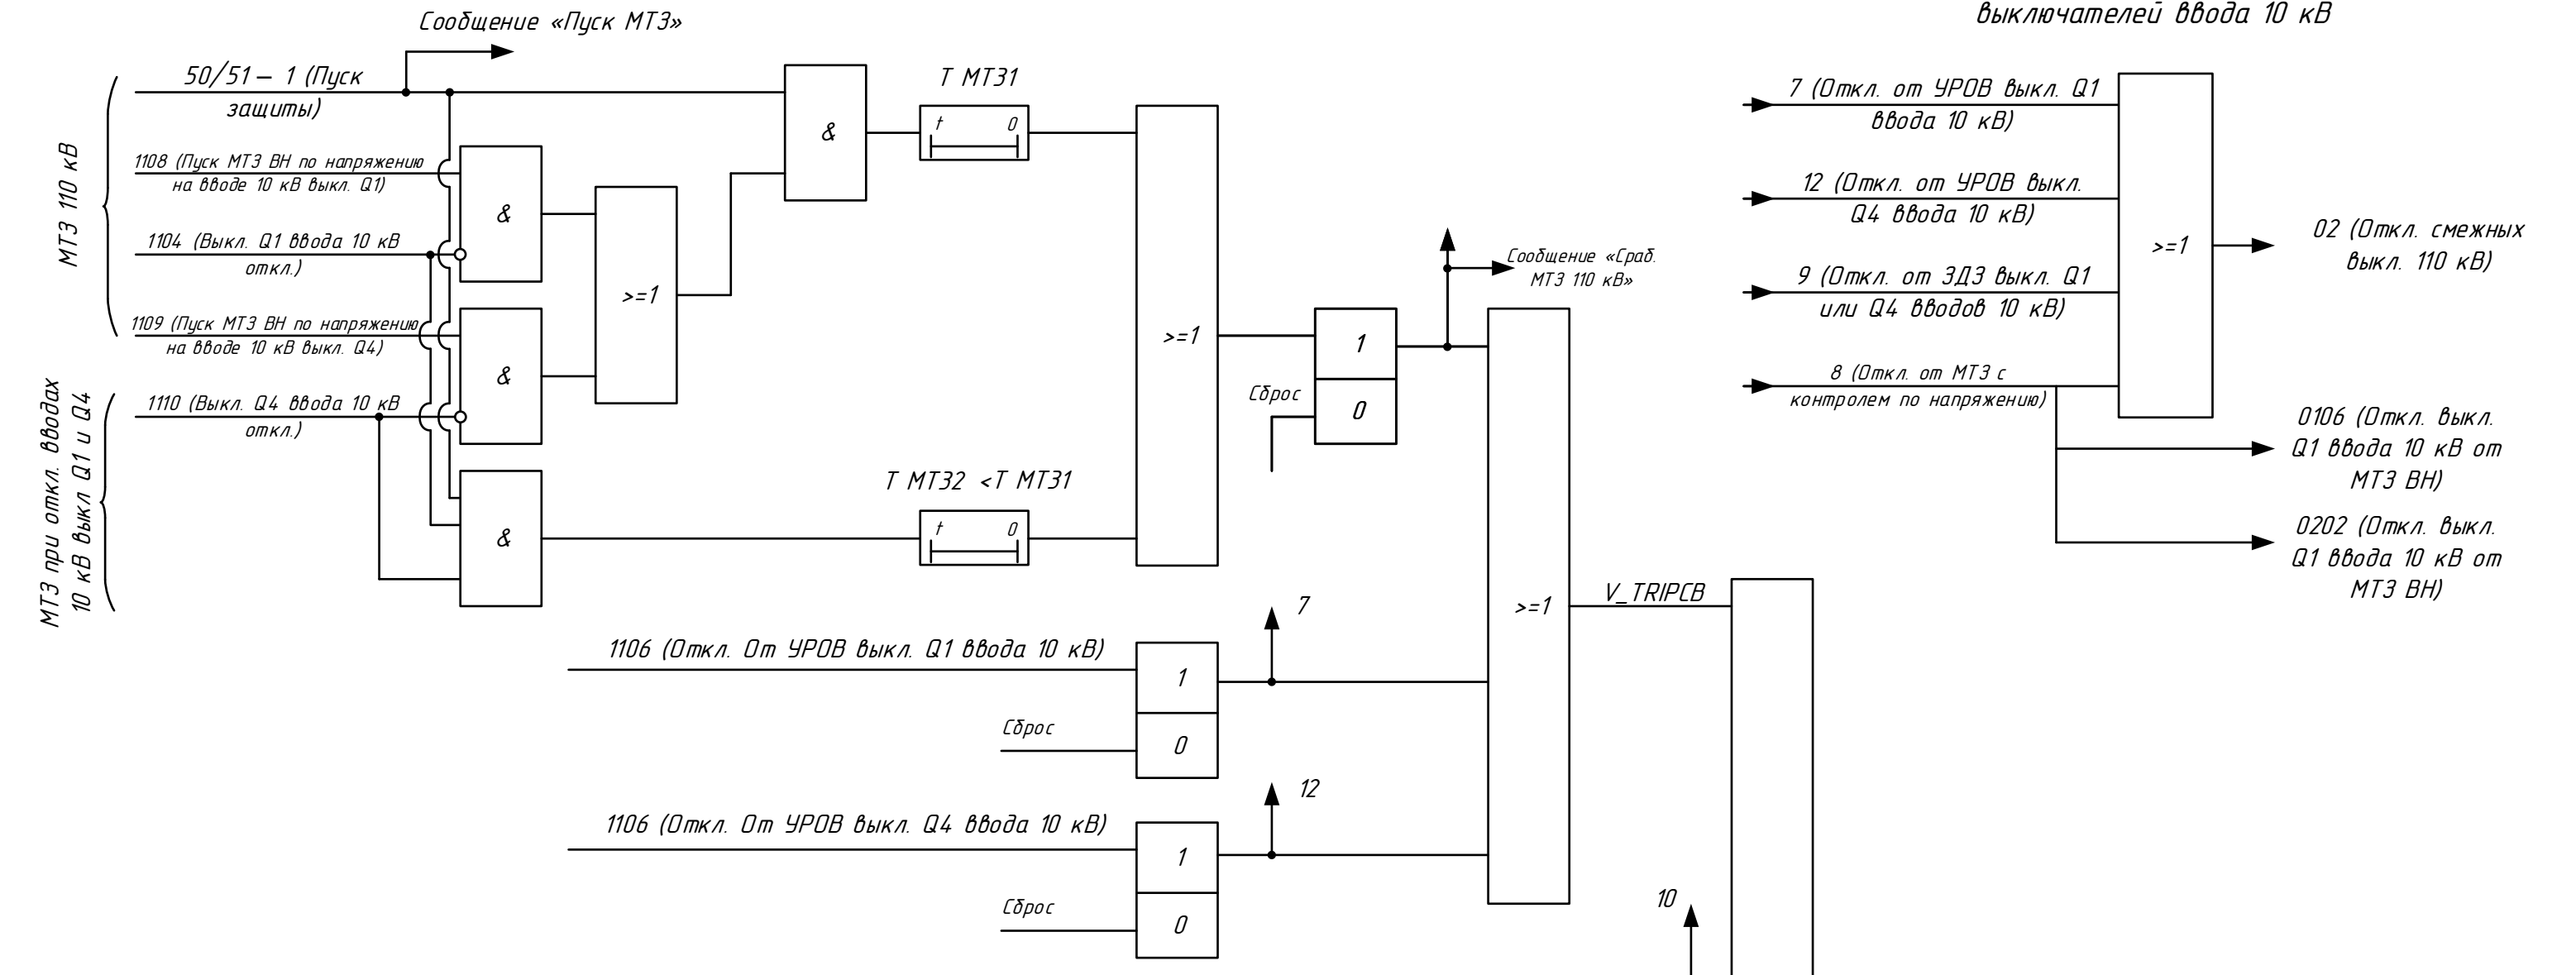 Сообщение «Пуск МТЗ»
50/51 – 1 (Пуск
защиты)
МТЗ 110 кВ
1108 (Пуск МТЗ ВН по напряжению
на вводе 10 кВ выкл. Q1)
1104 (Выкл. Q1 ввода 10 кВ
откл.)
1109 (Пуск МТЗ ВН по напряжению
на вводе 10 кВ выкл. Q4)
МТЗ при откл. вводах
10 кВ выкл Q1 и Q4
1110 (Выкл. Q4 ввода 10 кВ
откл.)
&
&
&
>=1
&
Т МТЗ1
t 0
Т МТЗ2 <Т МТЗ1
t 0
>=1
1
Сброс
0
Сообщение «Сраб.
МТЗ 110 кВ»
>=1
V_TRIPCB
1106 (Откл. От УРОВ выкл. Q1 ввода 10 кВ)
7
1
Сброс
0
1106 (Откл. От УРОВ выкл. Q4 ввода 10 кВ)
12
1
Сброс
0
10
выключателей ввода 10 кВ
7 (Откл. от УРОВ выкл. Q1
ввода 10 кВ)
12 (Откл. от УРОВ выкл.
Q4 ввода 10 кВ)
9 (Откл. от ЗДЗ выкл. Q1
или Q4 вводов 10 кВ)
8 (Откл. от МТЗ с
контролем по напряжению)
>=1
02 (Откл. смежных
выкл. 110 кВ)
0106 (Откл. выкл.
Q1 ввода 10 кВ от
МТЗ ВН)
0202 (Откл. выкл.
Q1 ввода 10 кВ от
МТЗ ВН)